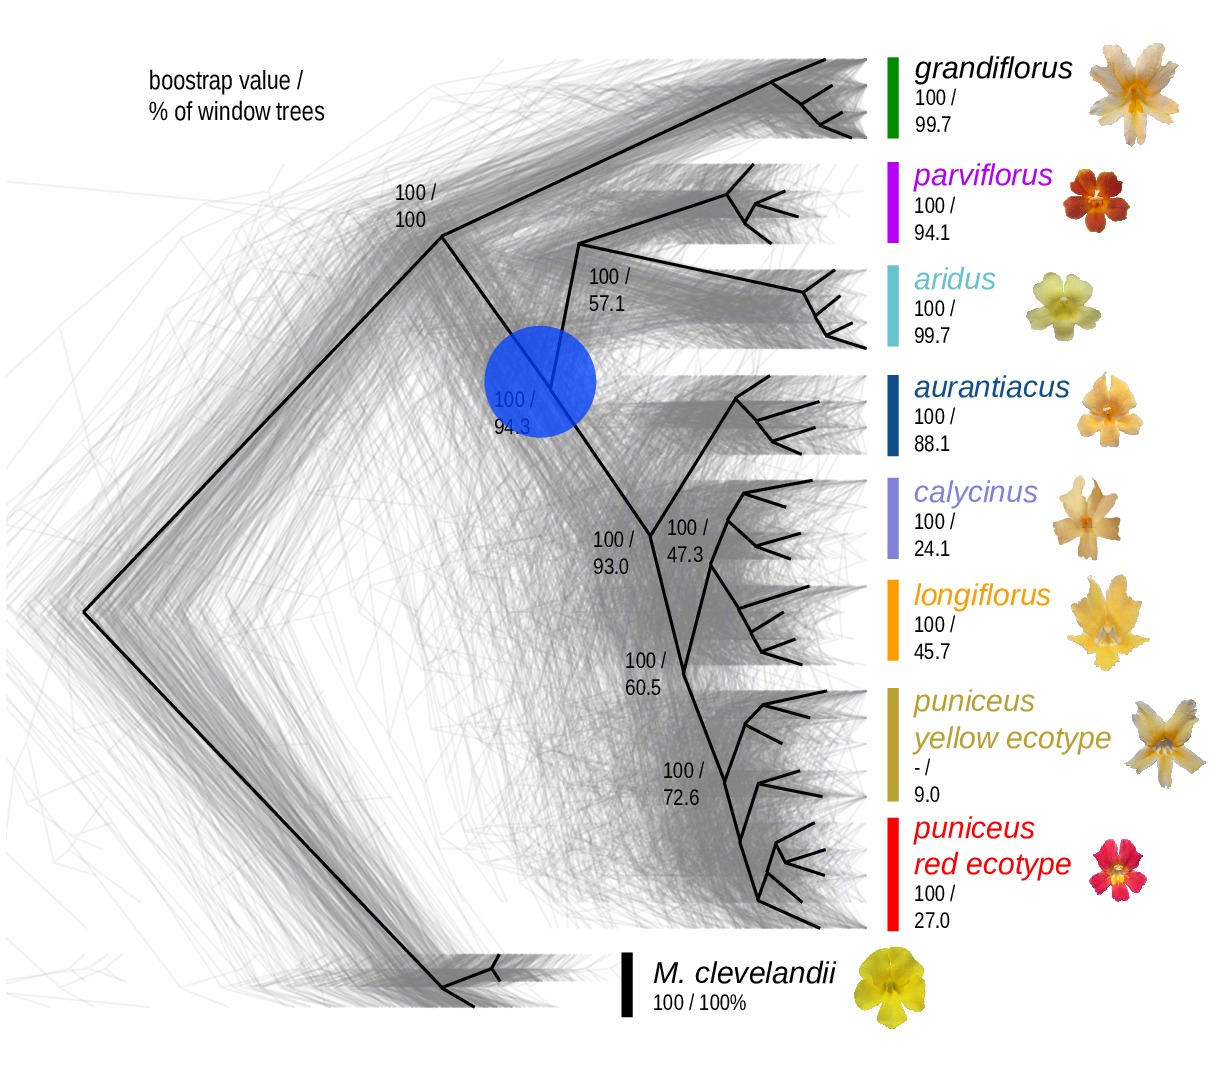 boostrap value /
% of window trees
grandiflorus
100 /
99.7
100 /
100
parviflorus
100 /
94.1
100 /
57.1
aridus
100 /
99.7
100 /
94.3
aurantiacus
100 /
88.1
calycinus
100 /
24.1
100 /
93.0
100 /
47.3
longiflorus
100 /
45.7
100 /
60.5
puniceus
yellow ecotype
- /
9.0
100 /
72.6
puniceus
red ecotype
100 /
27.0
M. clevelandii
100 / 100%